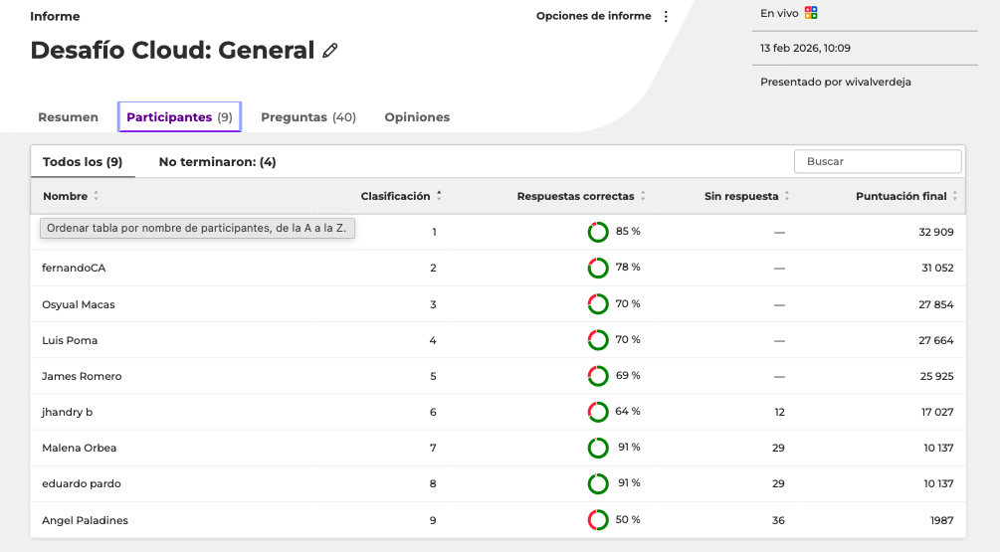 Informe
Opciones de informe
En vivo
Desafío Cloud: General
13 feb 2026, 10:09
Presentado por wivalverdeja
Resumen Participantes (9) Preguntas (40) Opiniones
Todos los (9) No terminaron: (4) Buscar
Nombre Clasificación Respuestas correctas Sin respuesta Puntuación final
Ordenar tabla por nombre de participantes, de la A a la Z. 1 85 % — 32 909
fernandoCA 2 78 % — 31 052
Osyual Macas 3 70 % — 27 854
Luis Poma 4 70 % — 27 664
James Romero 5 69 % — 25 925
jhandry b 6 64 % 12 17 027
Malena Orbea 7 91 % 29 10 137
eduardo pardo 8 91 % 29 10 137
Angel Paladines 9 50 % 36 1987